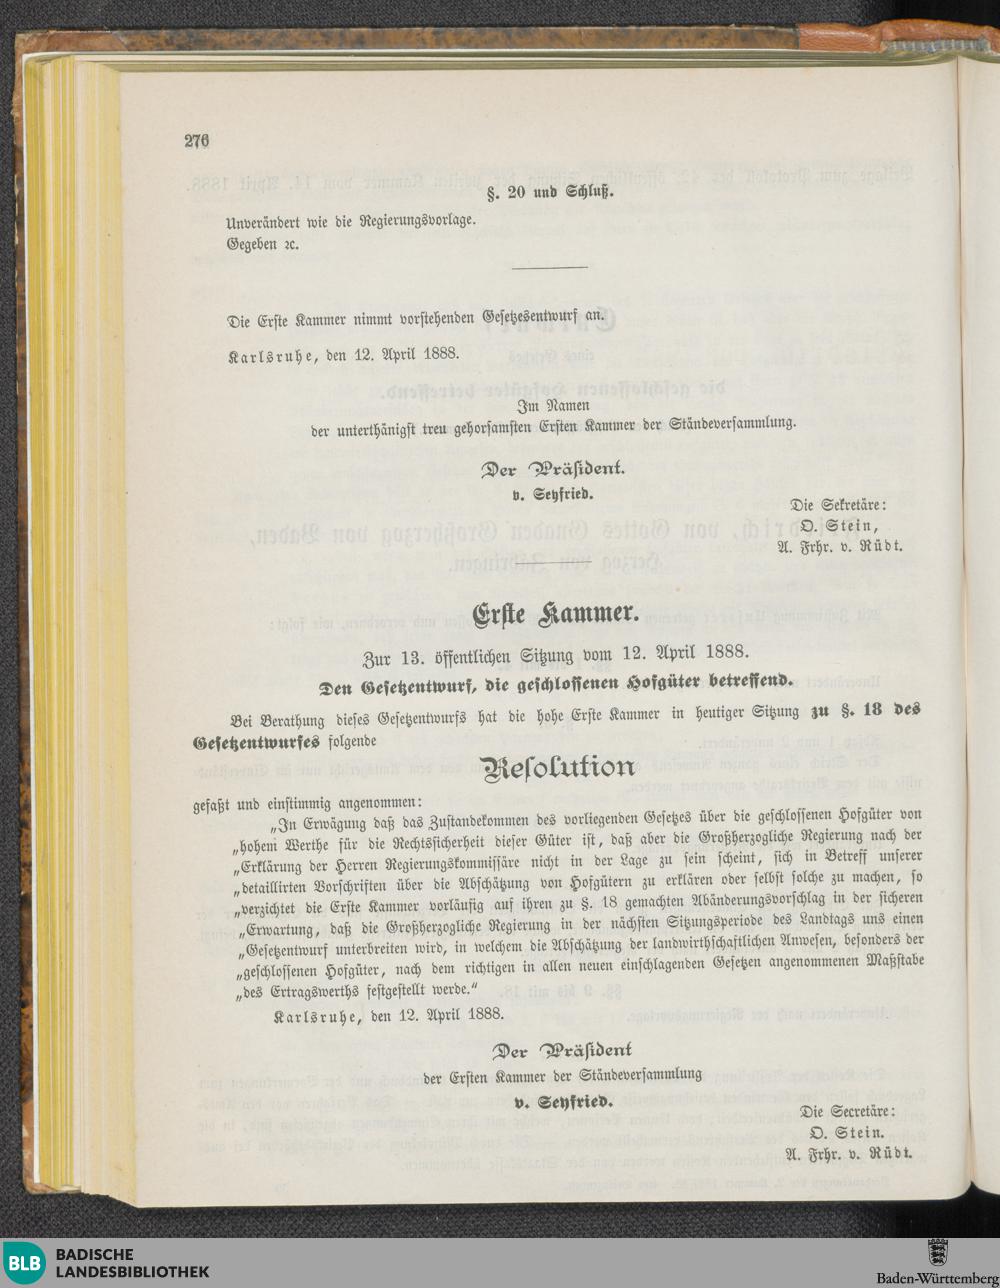 276
§. 20 und Schluß.
Unverändert wie die Regierungsvorlage.
Gegeben ꝛc.
Die Erste Kammer nimmt vorstehenden Gesetzesentwurf an.
Karlsruhe, den 12. April 1888.
Im Namen
der unterthänigst treu gehorsamsten Ersten Kammer der Ständeversammlung.
Der Präsident.
v. Seyfried.
Die Sekretäre:
O. Stein,
A. Frhr. v. Rüdt.
Erste Kammer.
Zur 13. öffentlichen Sitzung vom 12. April 1888.
Den Gesetzentwurf, die geschlossenen Hofgüter betreffend.
Bei Berathung dieses Gesetzentwurfs hat die hohe Erste Kammer in heutiger Sitzung zu §. 18 des
Gesetzentwurfes folgende
Resolution
gefaßt und einstimmig angenommen:
„In Erwägung daß das Zustandekommen des vorliegenden Gesetzes über die geschlossenen Hofgüter von
„hohem Werthe für die Rechtssicherheit dieser Güter ist, daß aber die Großherzogliche Regierung nach der
„Erklärung der Herren Regierungskommissäre nicht in der Lage zu sein scheint, sich in Betreff unserer
„detaillirten Vorschriften über die Abschätzung von Hofgütern zu erklären oder selbst solche zu machen, so
„verzichtet die Erste Kammer vorläufig auf ihren zu §. 18 gemachten Abänderungsvorschlag in der sicheren
„Erwartung, daß die Großherzogliche Regierung in der nächsten Sitzungsperiode des Landtags uns einen
„Gesetzentwurf unterbreiten wird, in welchem die Abschätzung der landwirthschaftlichen Anwesen, besonders der
„geschlossenen Hofgüter, nach dem richtigen in allen neuen einschlagenden Gesetzen angenommenen Maßstabe
„des Ertragswerths festgestellt werde.“
Karlsruhe, den 12. April 1888.
Der Präsident
der Ersten Kammer der Ständeversammlung
v. Seyfried.
Die Secretäre:
O. Stein.
A. Frhr. v. Rüdt.
BLB
BADISCHE
LANDESBIBLIOTHEK
Baden-Württemberg